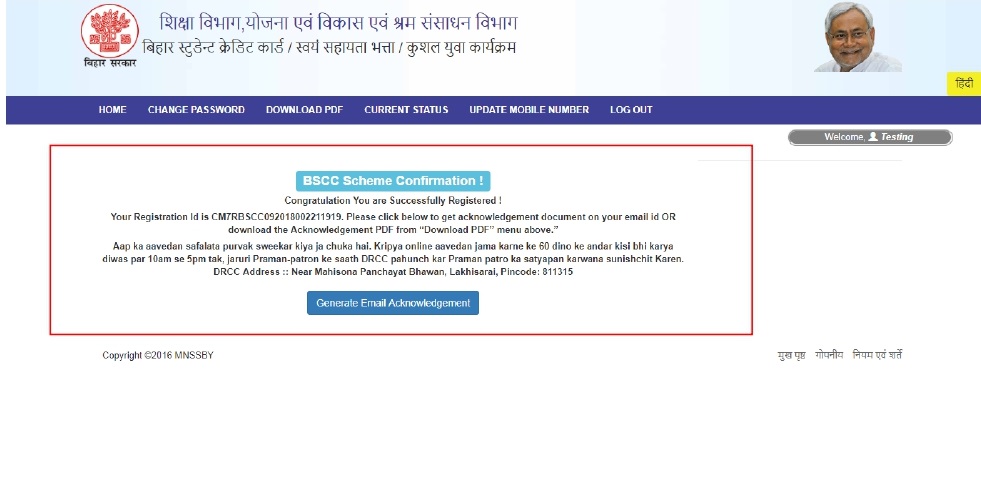 शिक्षा विभाग,योजना एवं विकास एवं श्रम संसाधन विभाग
बिहार स्टुडेन्ट क्रेडिट कार्ड / स्वयं सहायता भत्ता / कुशल युवा कार्यक्रम
बिहार सरकार
हिंदी
HOME CHANGE PASSWORD DOWNLOAD PDF CURRENT STATUS UPDATE MOBILE NUMBER LOG OUT
Welcome, Testing
BSCC Scheme Confirmation !
Congratulation You are Successfully Registered !
Your Registration Id is CM7RBSCC092018002211919. Please click below to get acknowledgement document on your email id OR
download the Acknowledgement PDF from “Download PDF” menu above.”
Aap ka aavedan safalata purvak sweekar kiya ja chuka hai. Kripya online aavedan jama karne ke 60 dino ke andar kisi bhi karya
diwas par 10am se 5pm tak, jaruri Praman-patron ke saath DRCC pahunch kar Praman patro ka satyapan karwana sunishchit Karen.
DRCC Address :: Near Mahisona Panchayat Bhawan, Lakhisarai, Pincode: 811315
Generate Email Acknowledgement
Copyright ©2016 MNSSBY
मुख पृष्ठ गोपनीय नियम एवं शर्ते